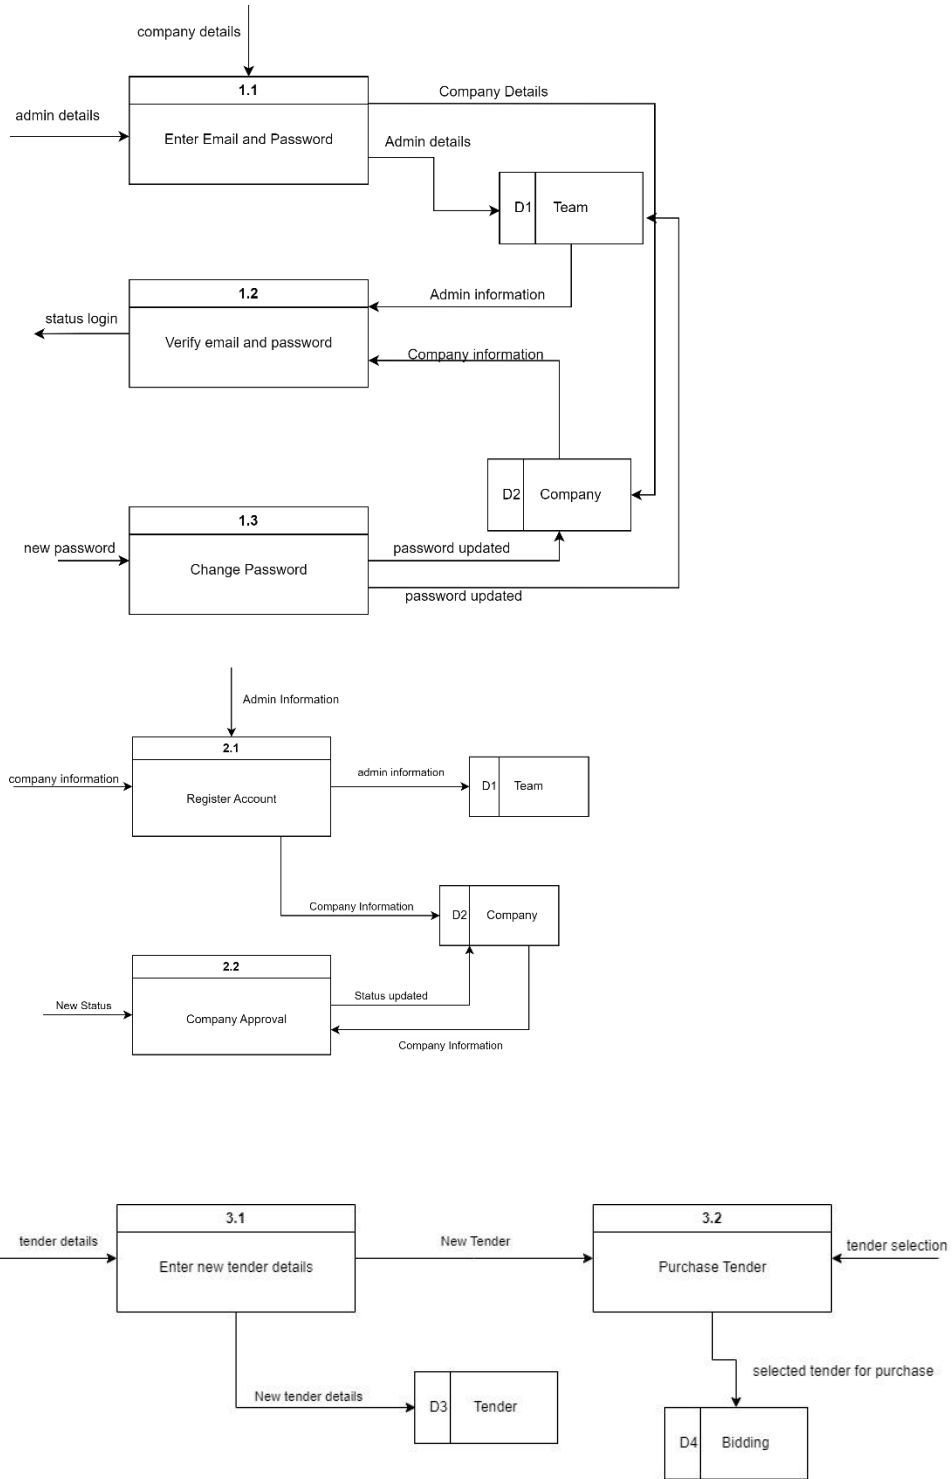 company details
1.1
Company Details
admin details
Enter Email and Password
Admin details
D1
Team
1.2
Admin information
status login
Verify email and password
Company information
D2
Company
1.3
new password
password updated
Change Password
password updated
Admin Information
2.1
company information
admin information
D1
Team
Register Account
Company Information
D2
Company
2.2
New Status
Status updated
Company Approval
Company Information
3.1
3.2
tender details
New Tender
tender selection
Enter new tender details
Purchase Tender
selected tender for purchase
New tender details
D3
Tender
D4
Bidding